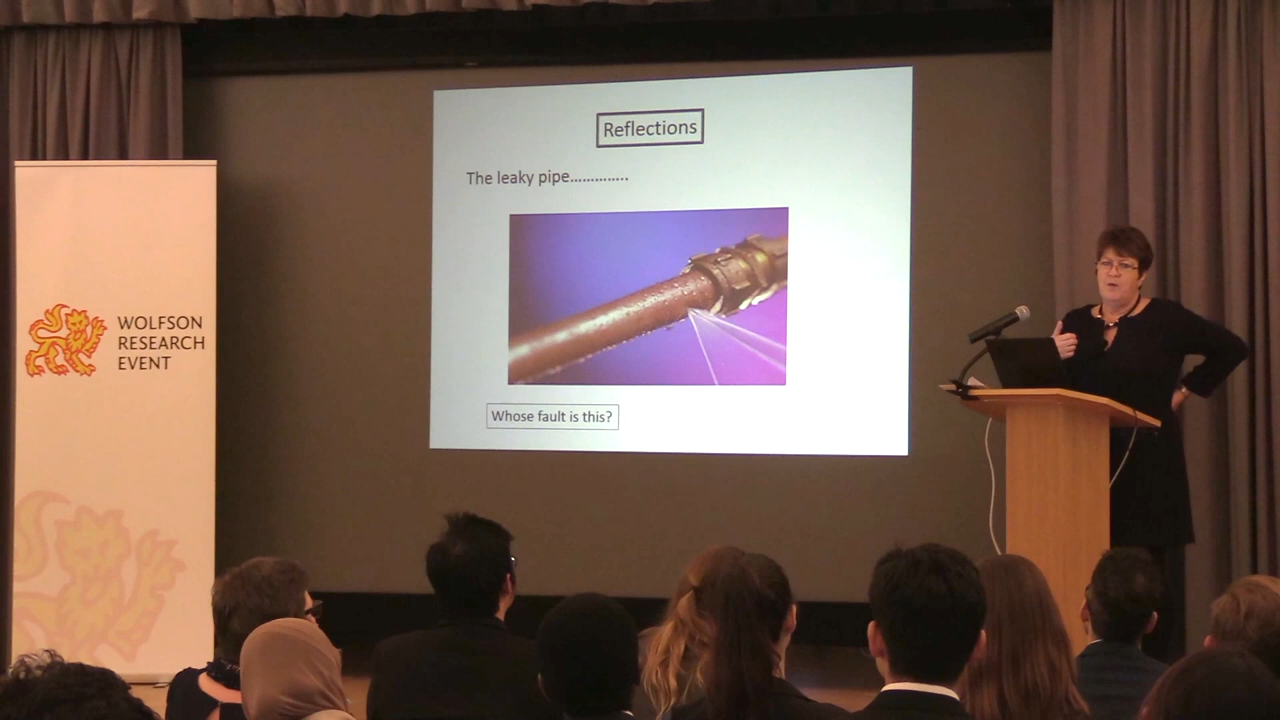 Reflections
The leaky pipe..............
Whose fault is this?
WOLFSON
RESEARCH
EVENT